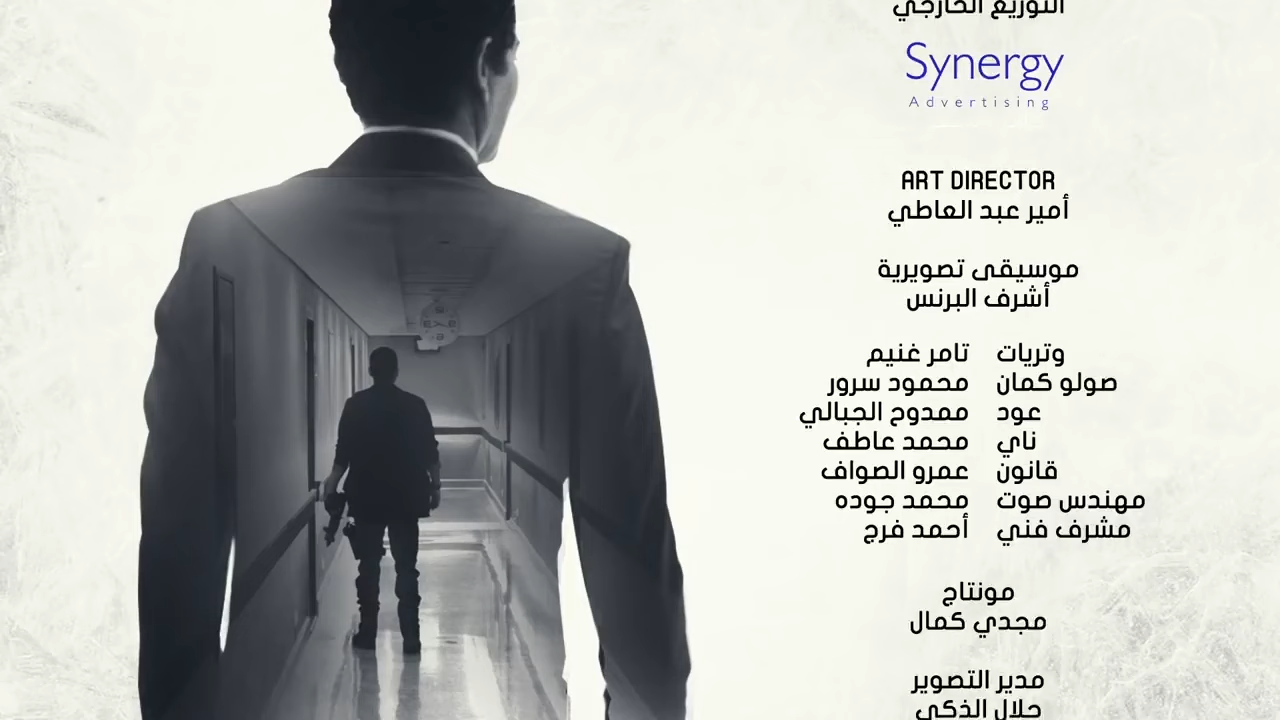 التوزيع الخارجي
Synergy
Advertising
ART DIRECTOR
أمير عبد العاطي
موسيقى تصويرية
أشرف البرنس
وتريات تامر غنيم
صولو كمان محمود سرور
عود ممدوح الجبالي
ناي محمد عاطف
قانون عمرو الصواف
مهندس صوت محمد جوده
مشرف فني أحمد فرج
مونتاج
مجدي كمال
مدير التصوير
جلال الذكي